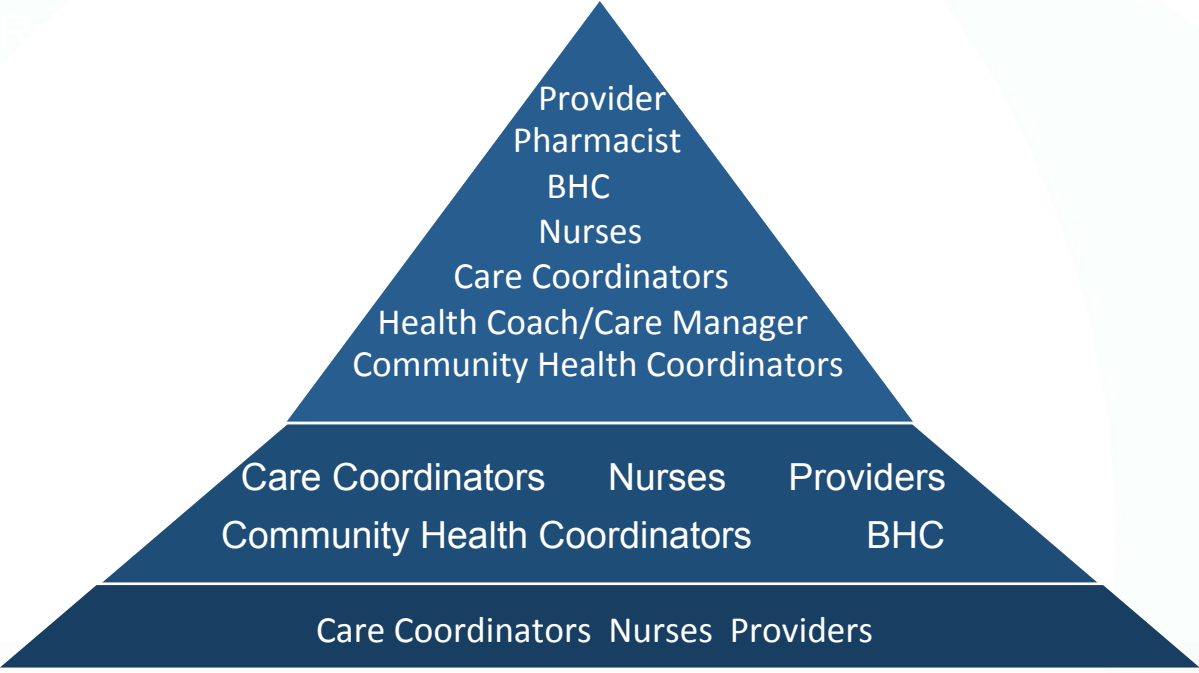 Provider
Pharmacist
BHC
Nurses
Care Coordinators
Health Coach/Care Manager
Community Health Coordinators
Care Coordinators Nurses Providers
Community Health Coordinators BHC
Care Coordinators Nurses Providers